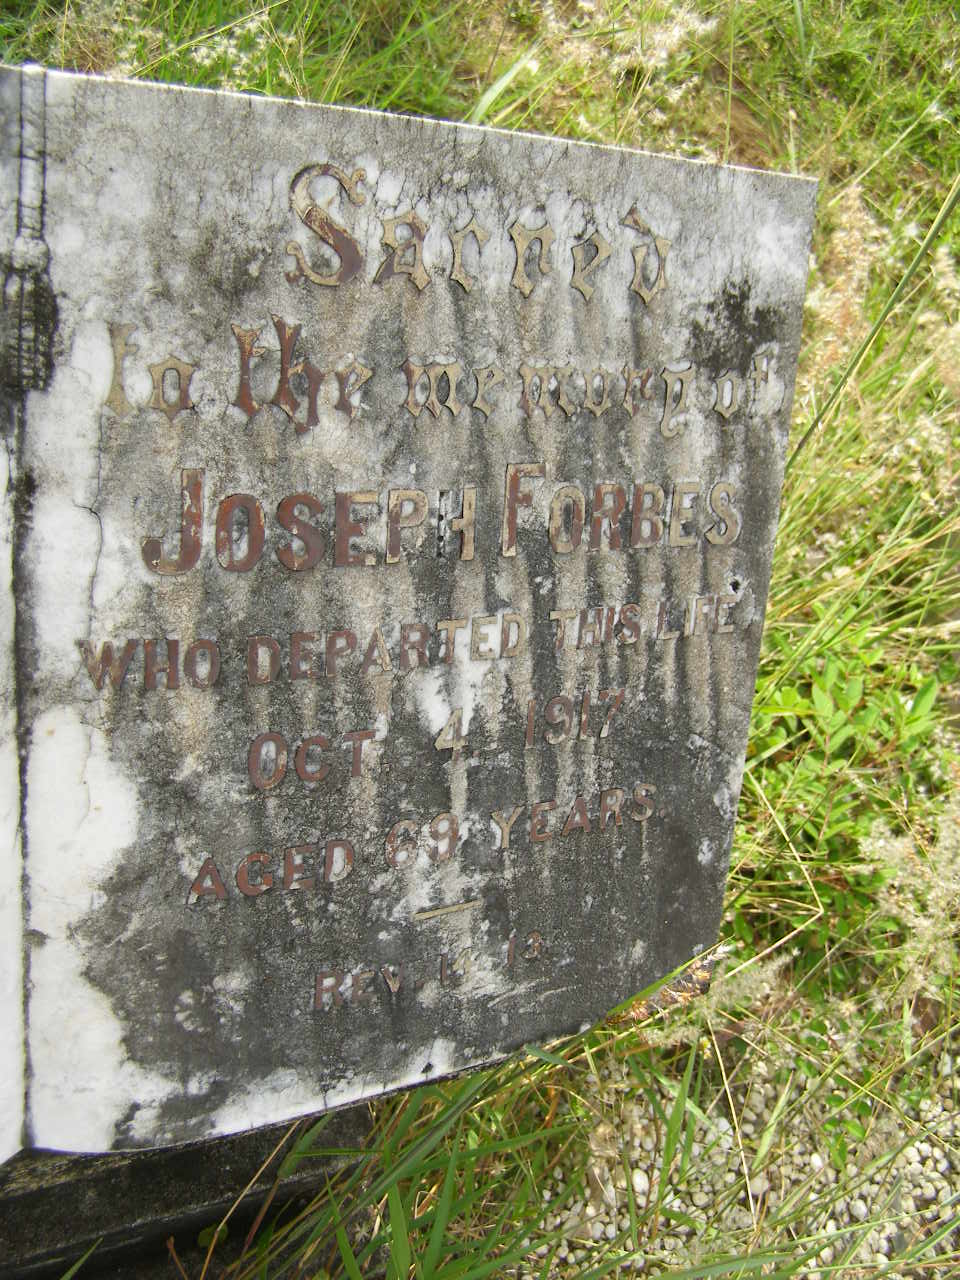 Sacred
to the memory of
JOSEPH FORBES
WHO DEPARTED THIS LIFE
OCT. 4. 1917
AGED 69 YEARS.
REV. 14. 13.